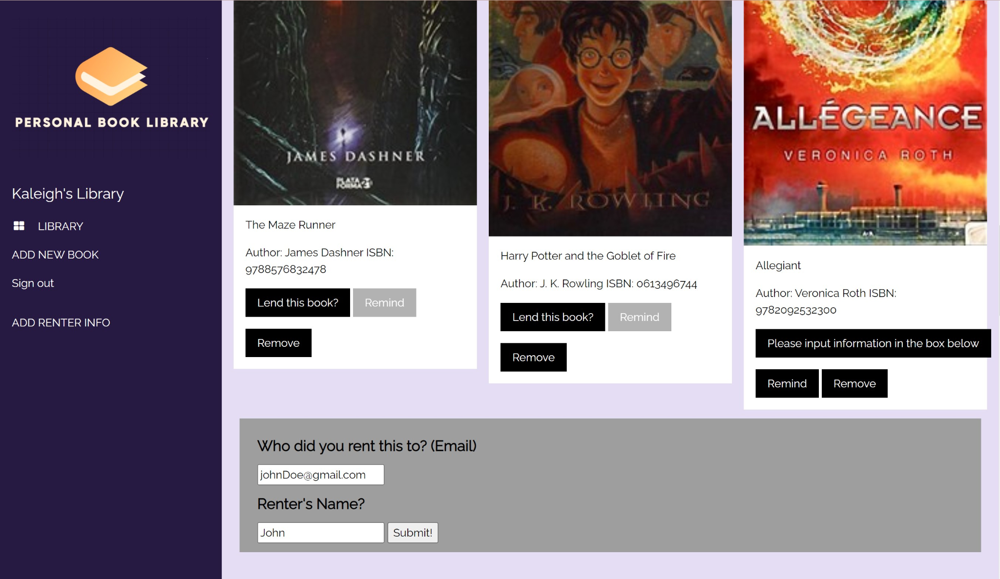 PERSONAL BOOK LIBRARY
Kaleigh's Library
LIBRARY
ADD NEW BOOK
Sign out
ADD RENTER INFO
JAMES DASHNER
PLATA
FORMA
The Maze Runner
Author: James Dashner ISBN:
9788576832478
Lend this book?
Remind
Remove
J. K. ROWLING
Harry Potter and the Goblet of Fire
Author: J. K. Rowling ISBN: 0613496744
Lend this book?
Remind
Remove
ALLÉGEANCE
VERONICA ROTH
Allegiant
Author: Veronica Roth ISBN:
9782092532300
Please input information in the box below
Remind
Remove
Who did you rent this to? (Email)
johnDoe@gmail.com
Renter's Name?
John
Submit!